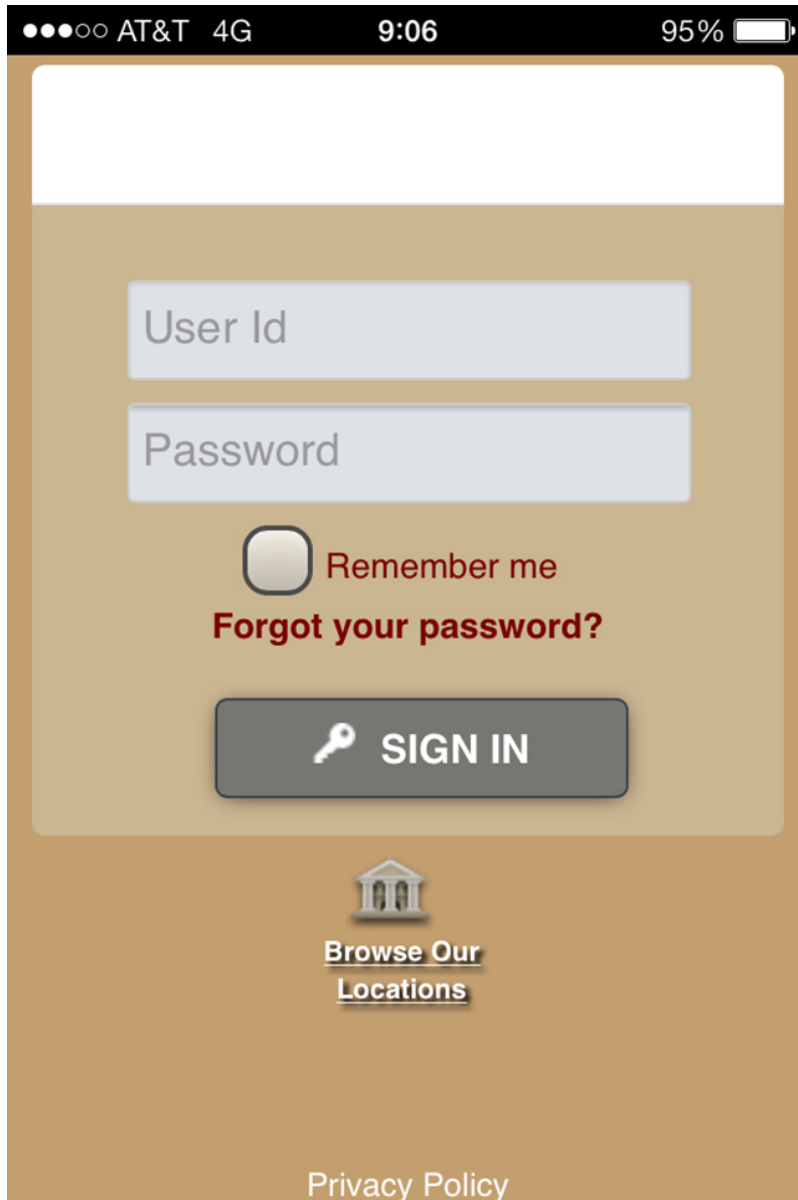 AT&T 4G 9:06 95%
User Id
Password
Remember me
Forgot your password?
SIGN IN
Browse Our
Locations
Privacy Policy